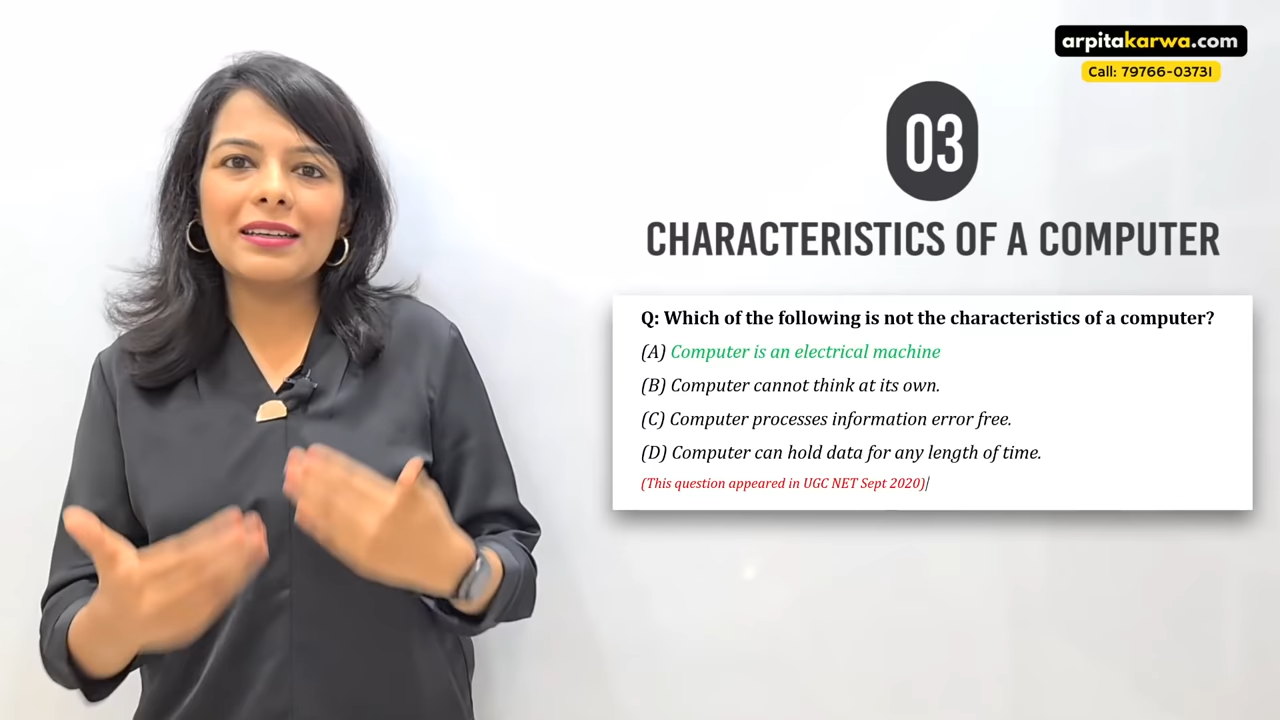 arpitakarwa.com
Call: 79766-03731
03
CHARACTERISTICS OF A COMPUTER
Q: Which of the following is not the characteristics of a computer?
(A) Computer is an electrical machine
(B) Computer cannot think at its own.
(C) Computer processes information error free.
(D) Computer can hold data for any length of time.
(This question appeared in UGC NET Sept 2020)